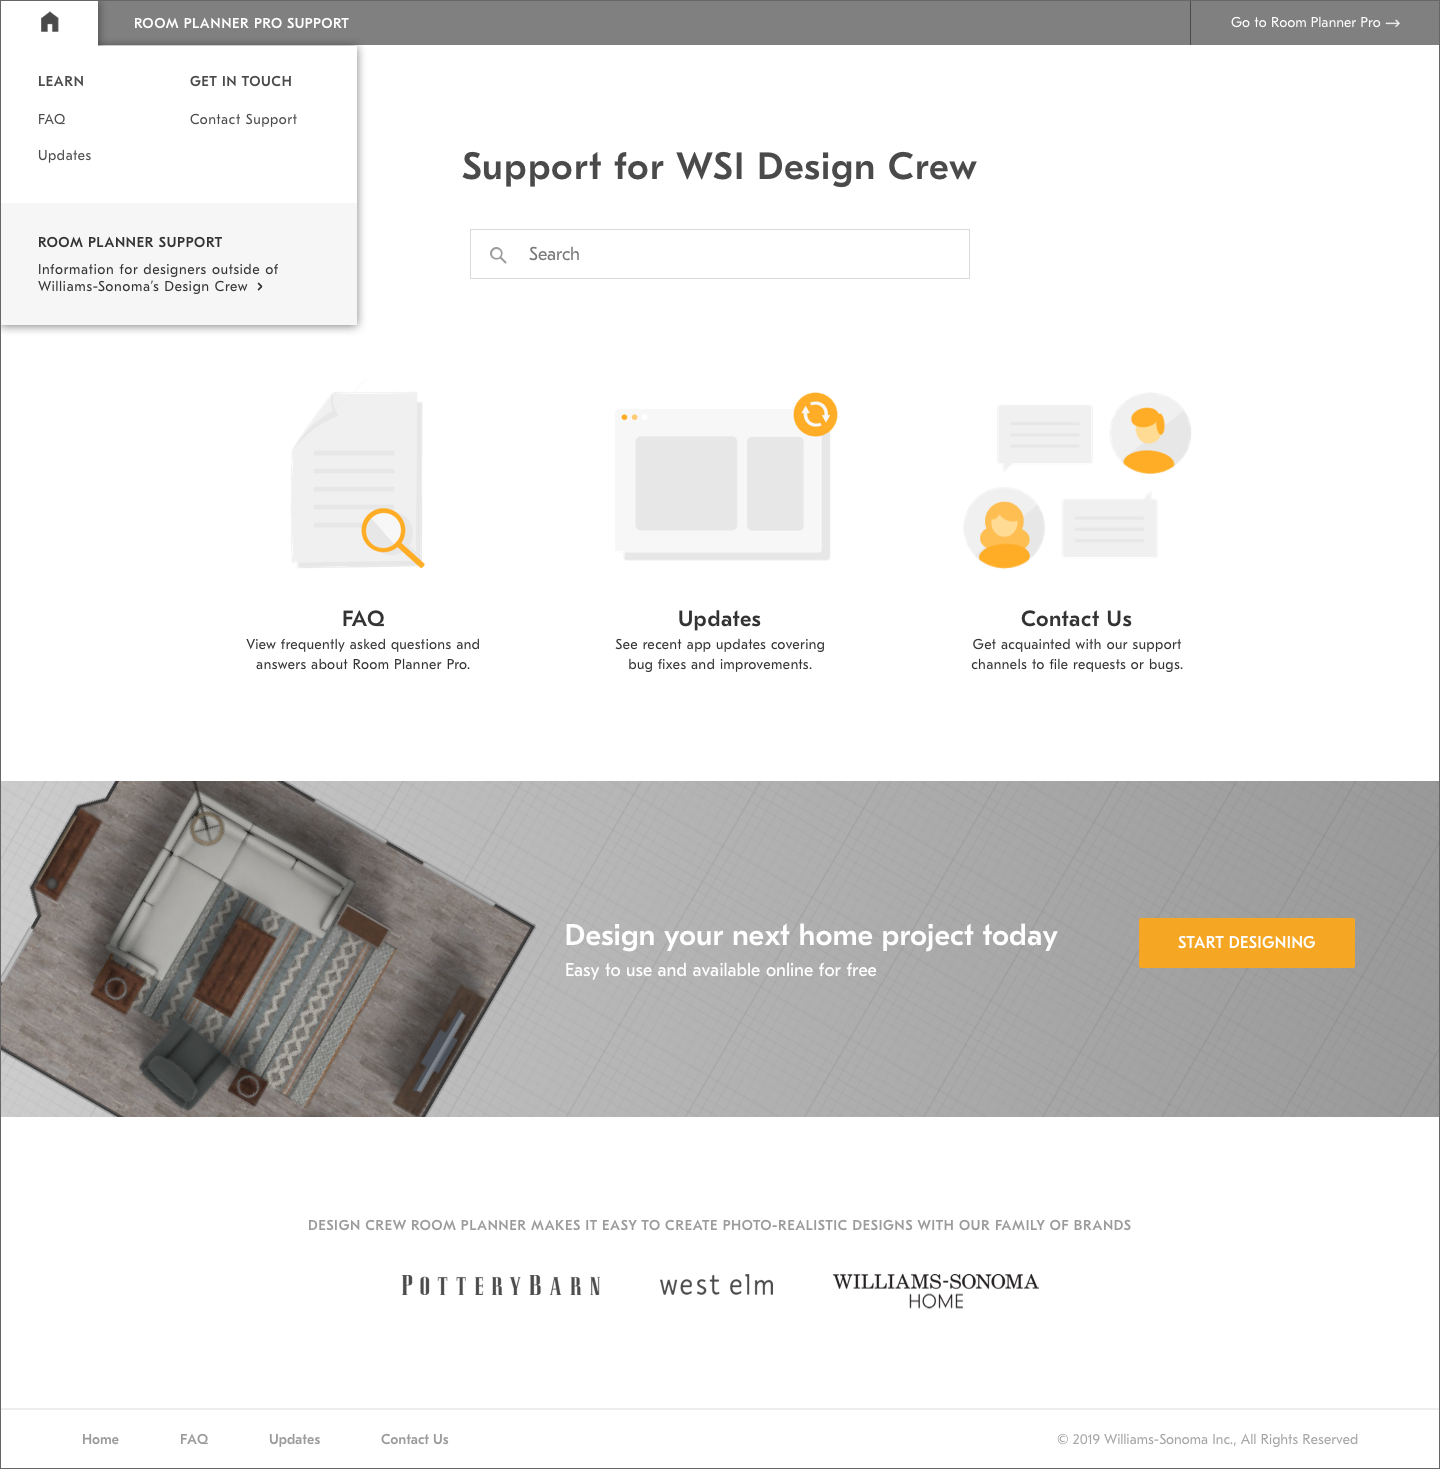 ROOM PLANNER PRO SUPPORT
Go to Room Planner Pro →
LEARN
GET IN TOUCH
FAQ
Contact Support
Updates
ROOM PLANNER SUPPORT
Information for designers outside of
Williams-Sonoma's Design Crew >
Support for WSI Design Crew
Search
FAQ
View frequently asked questions and
answers about Room Planner Pro.
Updates
See recent app updates covering
bug fixes and improvements.
Contact Us
Get acquainted with our support
channels to file requests or bugs.
Design your next home project today
Easy to use and available online for free
START DESIGNING
DESIGN CREW ROOM PLANNER MAKES IT EASY TO CREATE PHOTO-REALISTIC DESIGNS WITH OUR FAMILY OF BRANDS
POTTERY BARN
west elm
WILLIAMS-SONOMA
HOME
Home
FAQ
Updates
Contact Us
© 2019 Williams-Sonoma Inc., All Rights Reserved